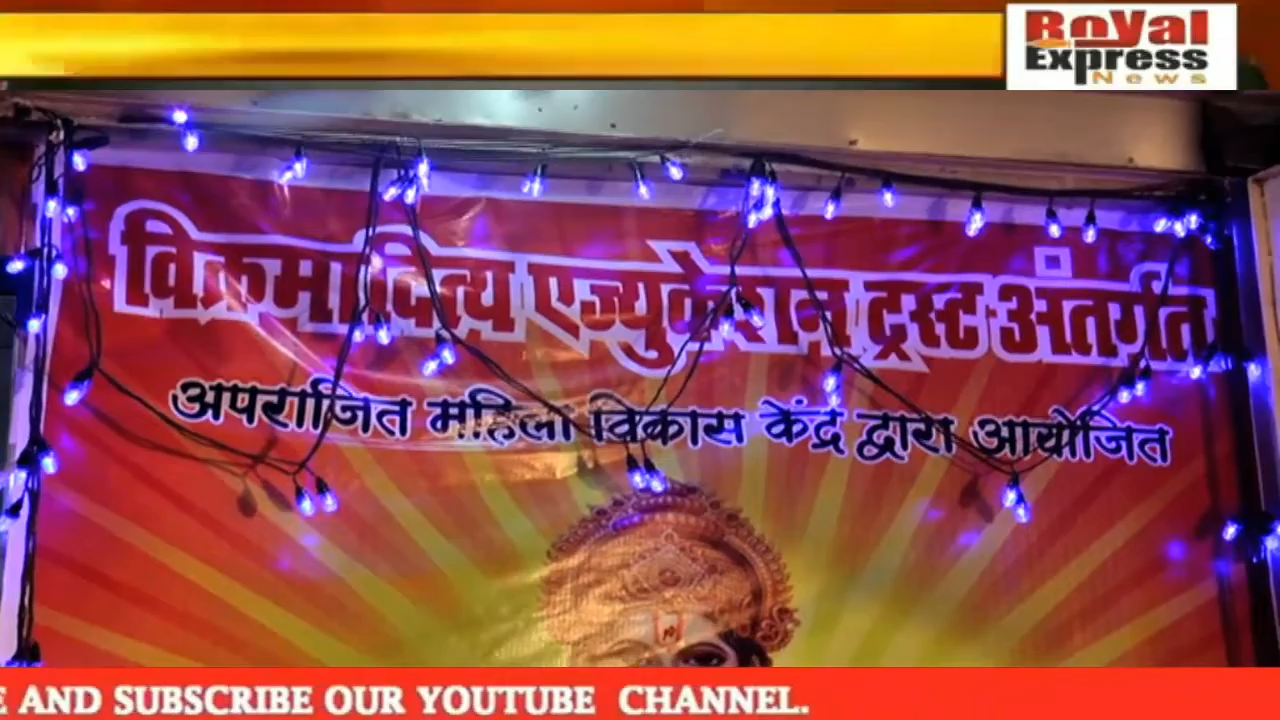 Royal
Express
News
विक्रमादित्य एज्युकेशन ट्रस्ट अंतर्गत
अपराजित महिला विकास केंद्र द्वारा आयोजित
E AND SUBSCRIBE OUR YOUTUBE CHANNEL.